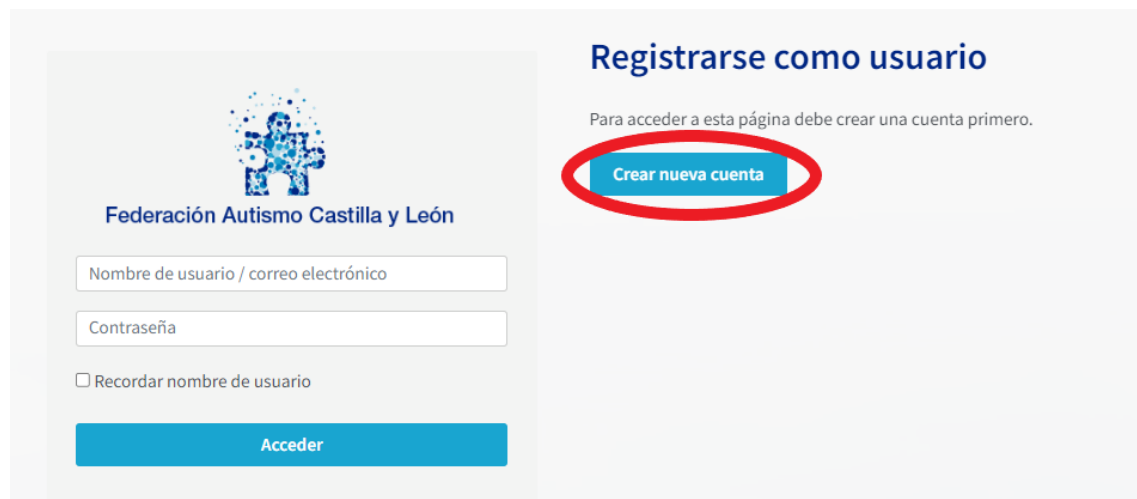 Federación Autismo Castilla y León
Nombre de usuario / correo electrónico
Contraseña
Recordar nombre de usuario
Acceder
Registrarse como usuario
Para acceder a esta página debe crear una cuenta primero.
Crear nueva cuenta